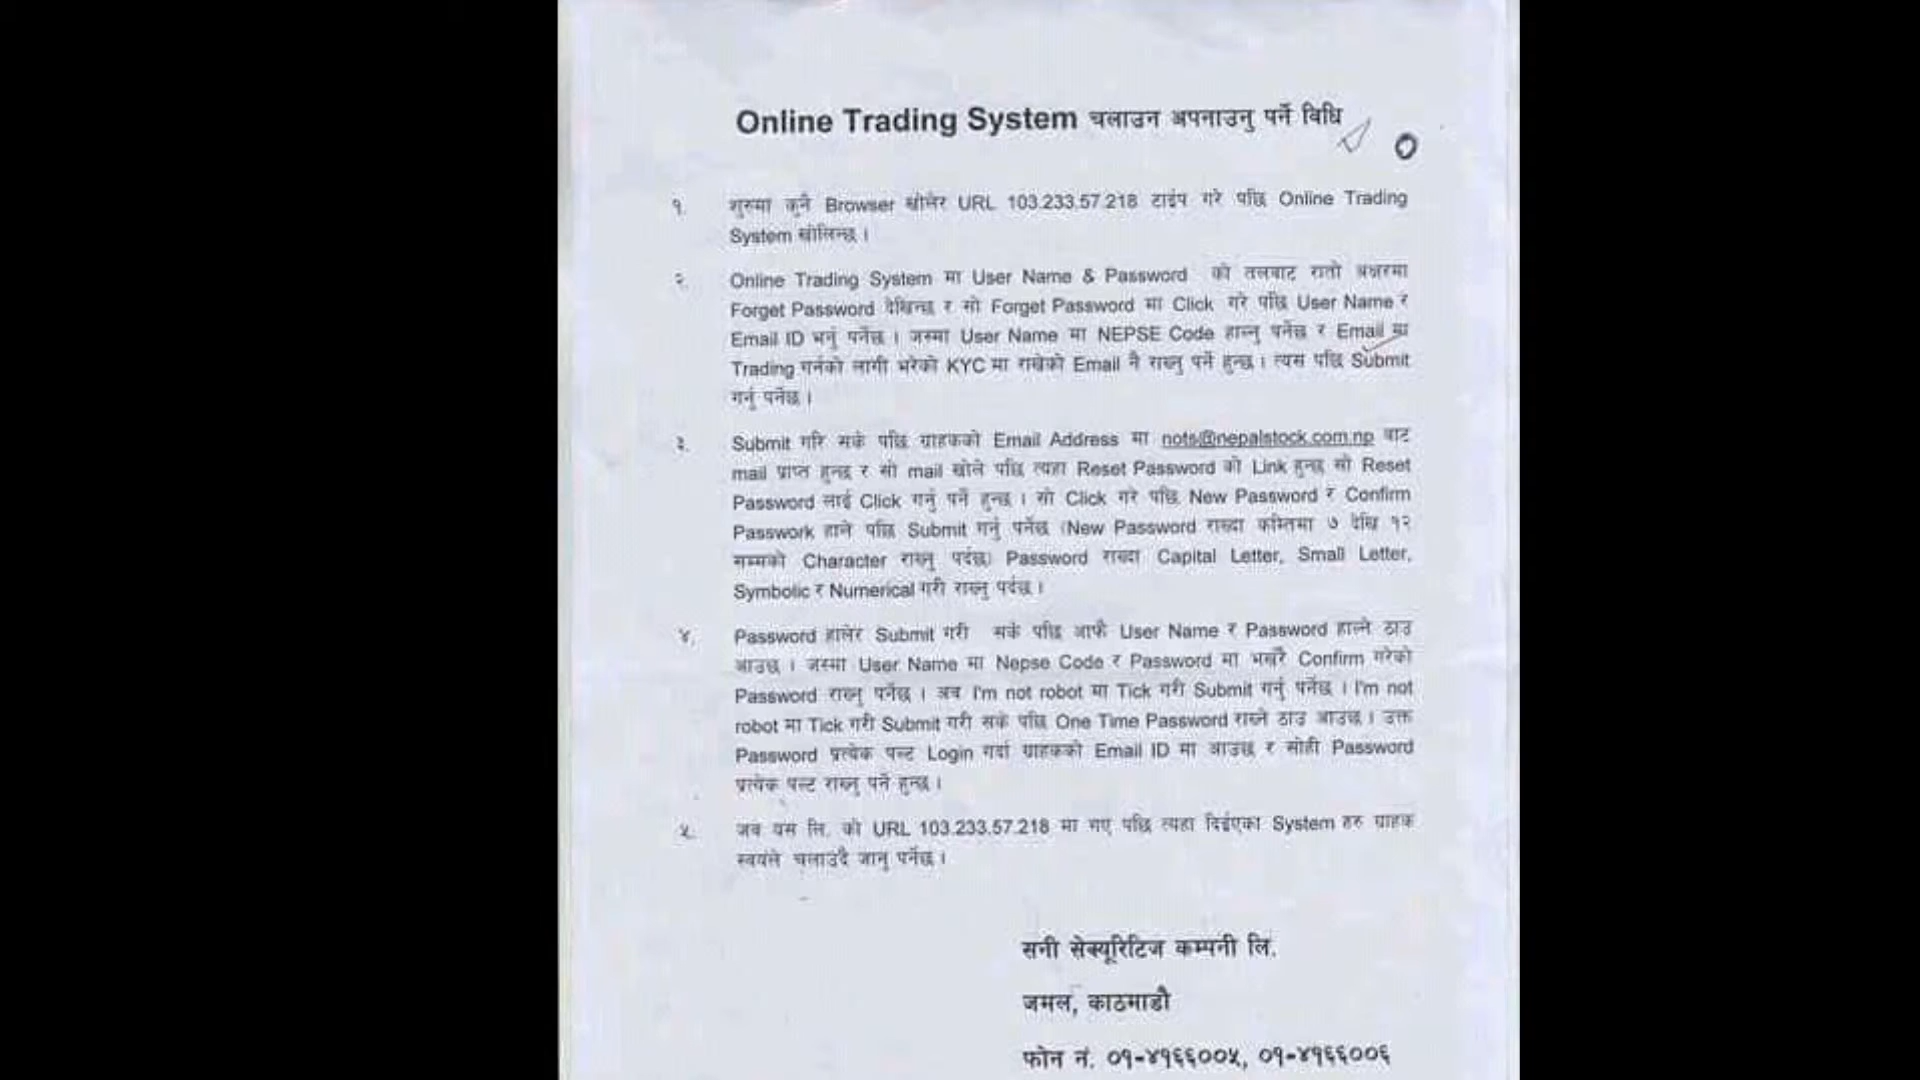 Online Trading System चलाउन अपनाउनु पर्ने विधि
१. शुरुमा कुनै Browser खोलेर URL 103.233.57.218 टाईप गरे पछि Online Trading
System खोलिन्छ ।
२. Online Trading System मा User Name & Password को तलबाट रातो अक्षरमा
Forget Password देखिन्छ र सो Forget Password मा Click गरे पछि User Name र
Email ID भर्नु पर्नेछ । जस्मा User Name मा NEPSE Code हाल्नु पर्नेछ र Email मा
Trading गर्नको लागी भरेको KYC मा राखेको Email नै राख्नु पर्ने हुन्छ । त्यस पछि Submit
गर्नु पर्नेछ ।
३. Submit गरि सके पछि ग्राहकको Email Address मा nots@nepalstock.com.np बाट
mail प्राप्त हुन्छ र सो mail खोले पछि त्यहा Reset Password को Link हुन्छ सो Reset
Password लाई Click गर्नु पर्ने हुन्छ । सो Click गरे पछि New Password र Confirm
Passwork हाने पछि Submit गर्नु पर्नेछ (New Password राख्दा कम्तिमा ७ देखि १२
सम्मको Character राख्नु पर्दछ) Password राख्दा Capital Letter, Small Letter,
Symbolic र Numerical गरी राख्नु पर्दछ ।
४. Password हालेर Submit गरी सके पछि आफै User Name र Password हाल्ने ठाउ
आउछ । जस्मा User Name मा Nepse Code र Password मा भर्खरै Confirm गरेको
Password राख्नु पर्नेछ । अब I'm not robot मा Tick गरी Submit गर्नु पर्नेछ । I'm not
robot मा Tick गरी Submit गरी सके पछि One Time Password राख्ने ठाउ आउछ । उक्त
Password प्रत्येक पल्ट Login गर्दा ग्राहकको Email ID मा आउछ र सोही Password
प्रत्येक पल्ट राख्नु पर्ने हुन्छ ।
५. जब यस लि. को URL 103.233.57.218 मा गए पछि त्यहा दिईएका System हरु ग्राहक
स्वयंले चलाउदै जानु पर्नेछ ।
सनी सेक्यूरिटिज कम्पनी लि.
जमल, काठमाडौ
फोन नं. ०१-४१६६००५, ०१-४१६६००६